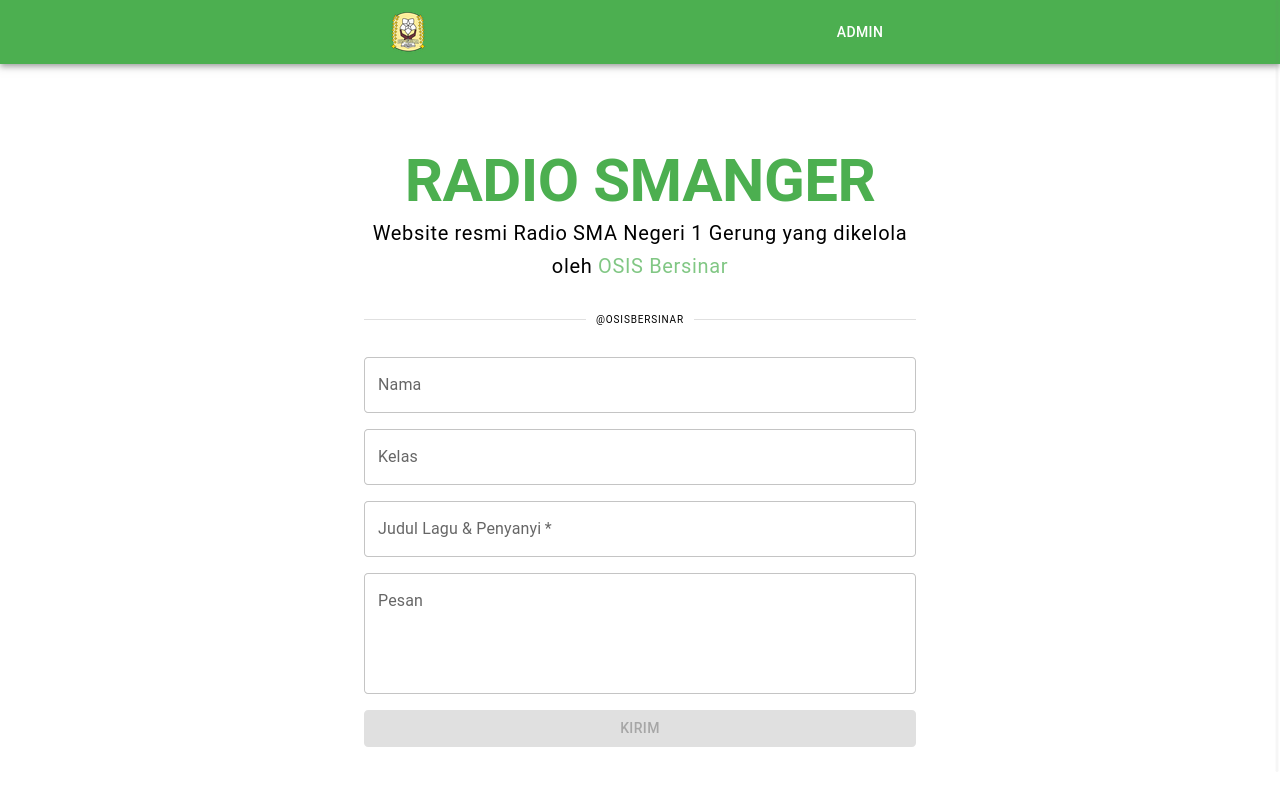 ADMIN
RADIO SMANGER
Website resmi Radio SMA Negeri 1 Gerung yang dikelola
oleh OSIS Bersinar
@OSISBERSINAR
Nama
Kelas
Judul Lagu & Penyanyi *
Pesan
KIRIM